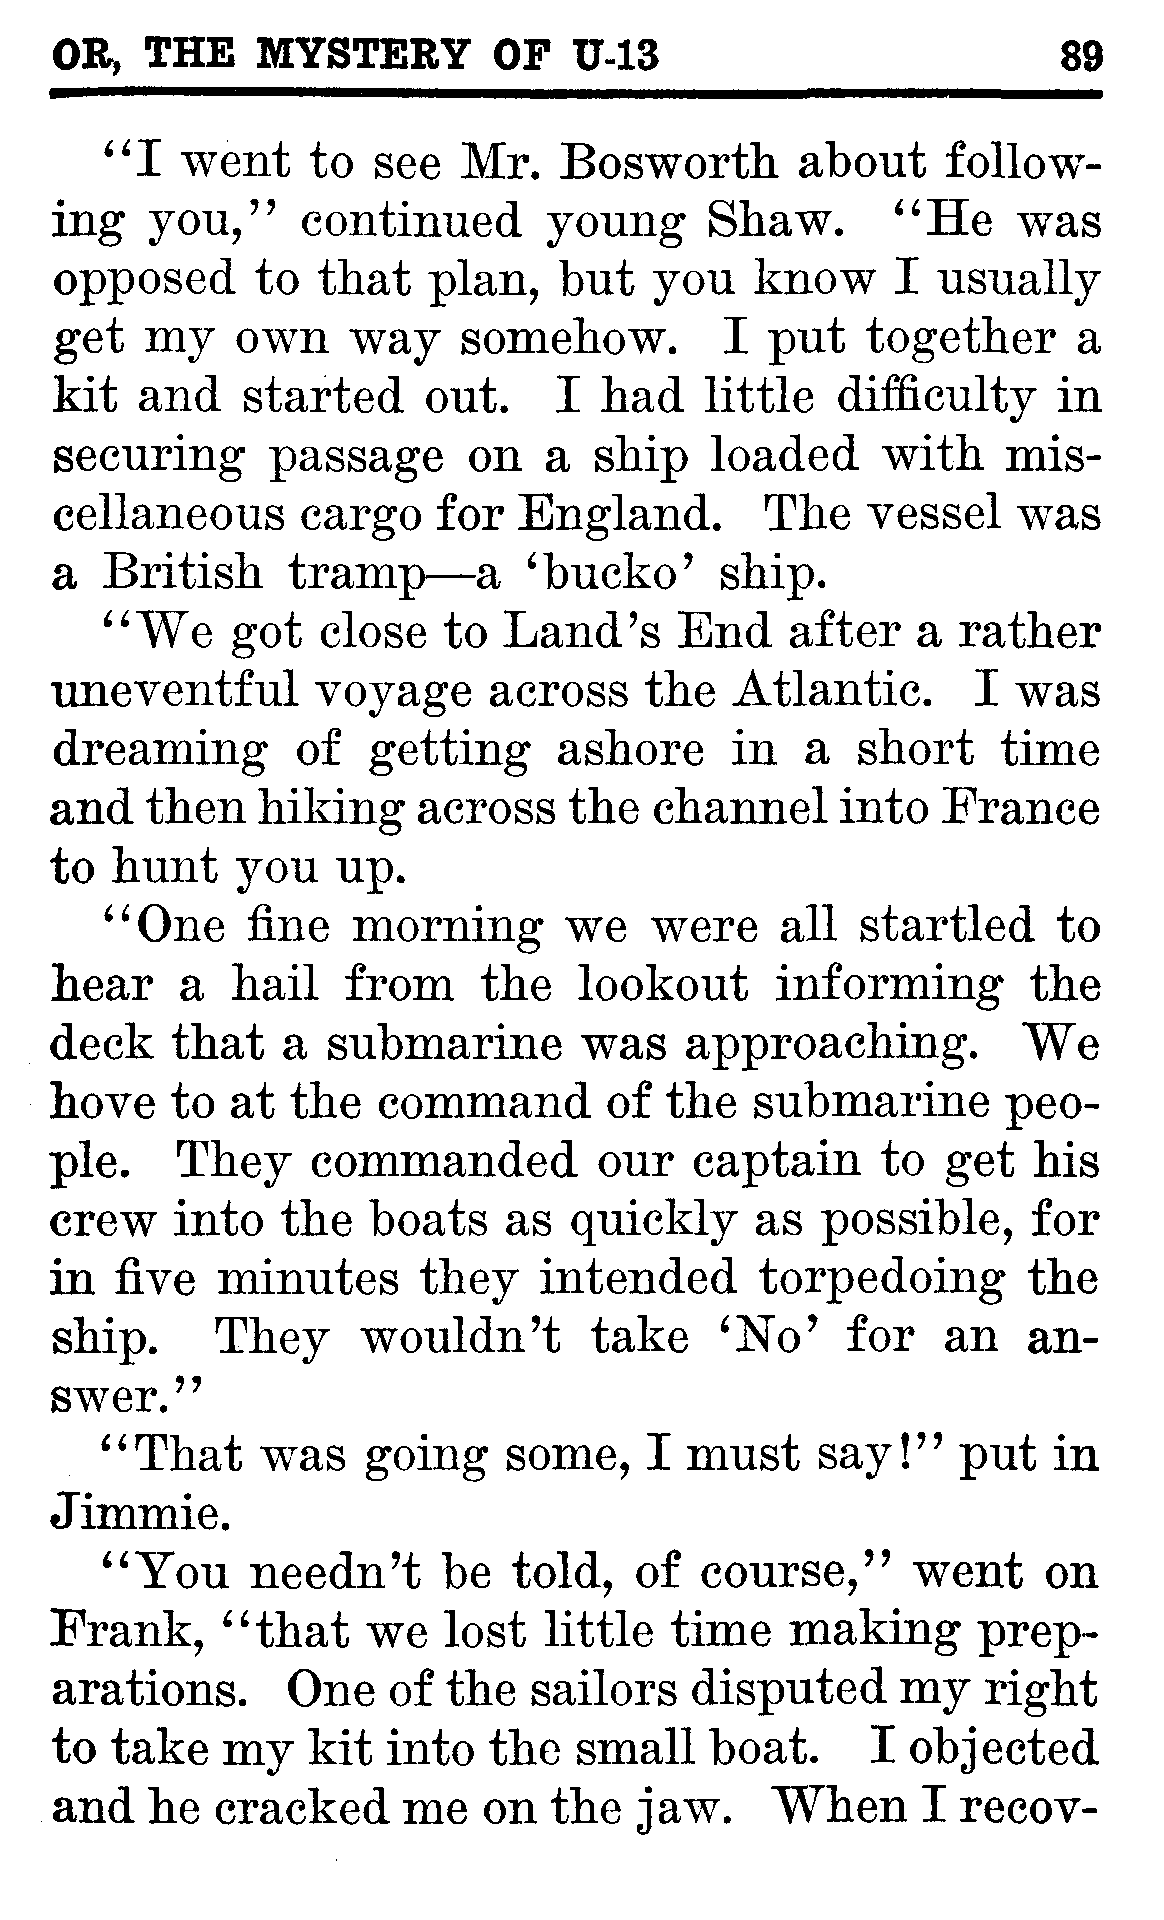 OR, THE MYSTERY OF U-13 89
“I went to see Mr. Bosworth about follow-
ing you,” continued young Shaw. “He was
opposed to that plan, but you know I usually
get my own way somehow. I put together a
kit and started out. I had little difficulty in
securing passage on a ship loaded with mis-
cellaneous cargo for England. The vessel was
a British tramp—a ‘bucko’ ship.
“We got close to Land’s End after a rather
uneventful voyage across the Atlantic. I was
dreaming of getting ashore in a short time
and then hiking across the channel into France
to hunt you up.
“One fine morning we were all startled to
hear a hail from the lookout informing the
deck that a submarine was approaching. We
hove to at the command of the submarine peo-
ple. They commanded our captain to get his
crew into the boats as quickly as possible, for
in five minutes they intended torpedoing the
ship. They wouldn’t take ‘No’ for an an-
swer.”
“That was going some, I must say!” put in
Jimmie.
“You needn’t be told, of course,” went on
Frank, “that we lost little time making prep-
arations. One of the sailors disputed my right
to take my kit into the small boat. I objected
and he cracked me on the jaw. When I recov-